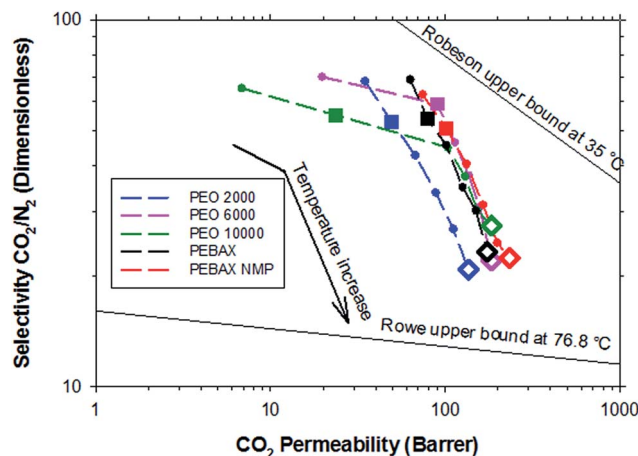 100
Robeson upper bound at 35 °C
Selectivity CO2/N2 (Dimensionless)
PEO 2000
PEO 6000
PEO 10000
PEBAX
PEBAX NMP
Temperature increase
Rowe upper bound at 76.8 °C
10
1
10
100
1000
CO2 Permeability (Barrer)